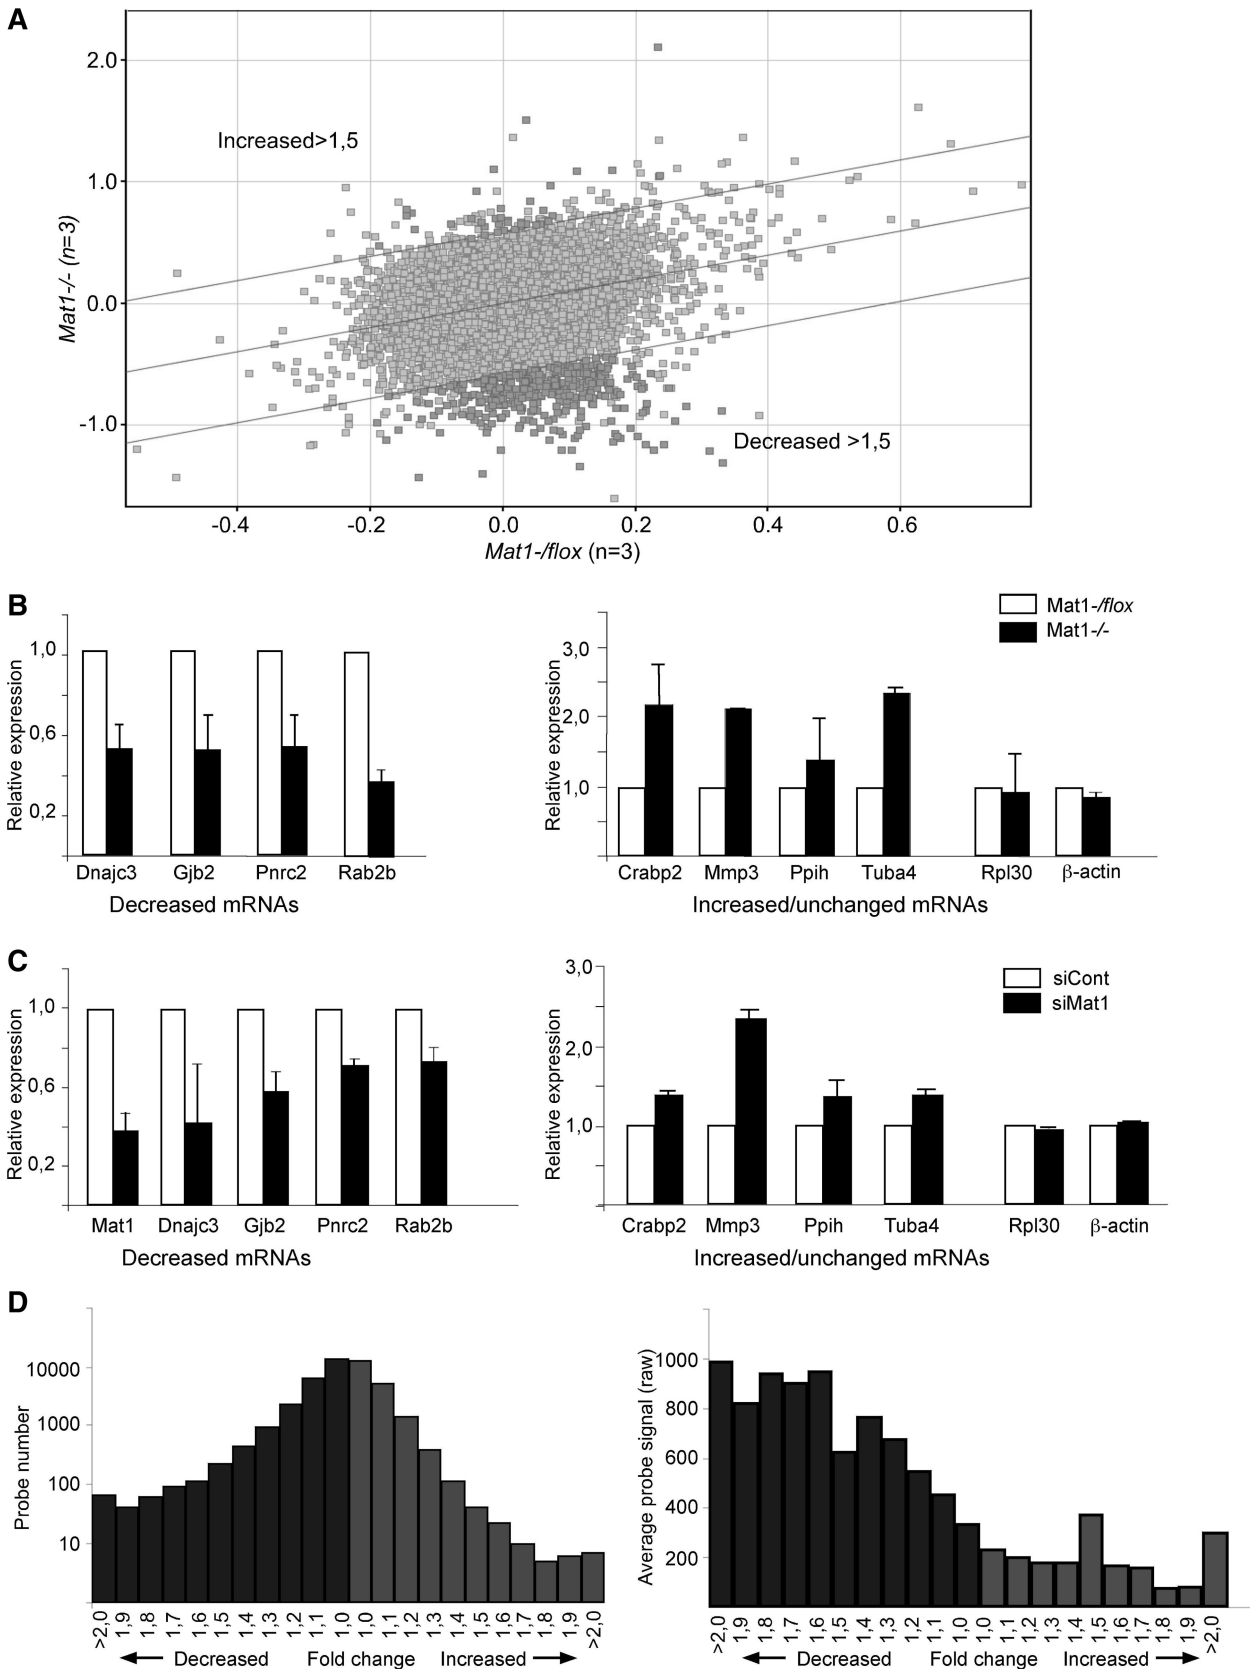 A
2.0
1.0
0.0
-1.0
Mat1-/- (n=3)
Increased>1,5
Decreased >1,5
-0.4 -0.2 0.0 0.2 0.4 0.6
Mat1-/flox (n=3)
B
Relative expression
1,0
0,6
0,2
Dnajc3 Gjb2 Pnrc2 Rab2b
Decreased mRNAs
Mat1-/flox
Mat1-/-
Relative expression
3,0
2,0
1,0
Crabp2 Mmp3 Ppih Tuba4 Rpl30 β-actin
Increased/unchanged mRNAs
C
Relative expression
1,0
0,6
0,2
Mat1 Dnajc3 Gjb2 Pnrc2 Rab2b
Decreased mRNAs
siCont
siMat1
Relative expression
3,0
2,0
1,0
Crabp2 Mmp3 Ppih Tuba4 Rpl30 β-actin
Increased/unchanged mRNAs
D
Probe number
10000
1000
100
10
>2,0 1,9 1,8 1,7 1,6 1,5 1,4 1,3 1,2 1,1 1,0 1,0 1,1 1,2 1,3 1,4 1,5 1,6 1,7 1,8 1,9 >2,0
Decreased Fold change Increased
Average probe signal (raw)
1000
800
600
400
200
>2,0 1,9 1,8 1,7 1,6 1,5 1,4 1,3 1,2 1,1 1,0 1,0 1,1 1,2 1,3 1,4 1,5 1,6 1,7 1,8 1,9 >2,0
Decreased Fold change Increased